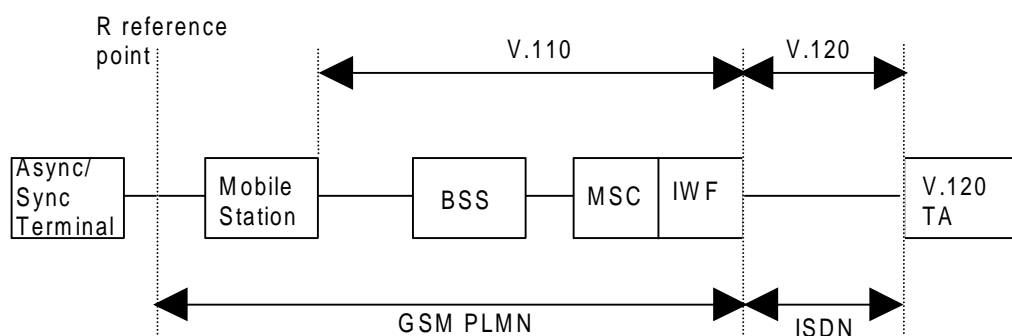 R reference
point
V.110
V.120
Async/
Sync
Terminal
Mobile
Station
BSS
MSC
IWF
V.120
TA
GSM PLMN
ISDN